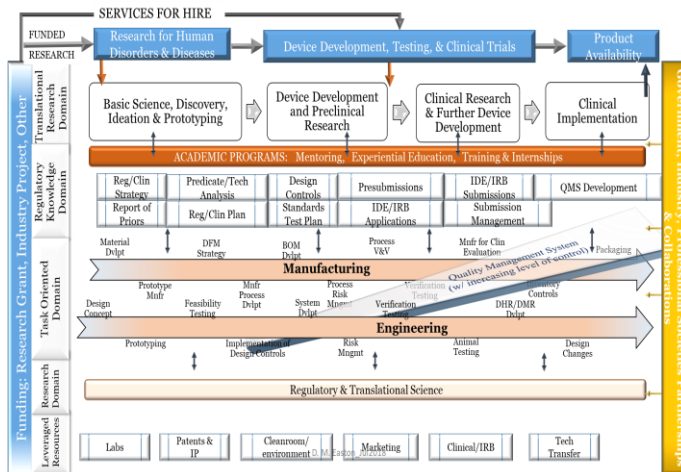 SERVICES FOR HIRE
FUNDED
RESEARCH
Research for Human
Disorders & Diseases
Device Development, Testing, & Clinical Trials
Product
Availability
Funding: Research Grant, Industry Project, Other
Translational
Research
Domain
Basic Science, Discovery,
Ideation & Prototyping
Device Development
and Preclinical
Research
Clinical Research
& Further Device
Development
Clinical
Implementation
ACADEMIC PROGRAMS: Mentoring, Experiential Education, Training & Internships
Regulatory
Knowledge
Domain
Reg/Clin
Strategy
Predicate/Tech
Analysis
Design
Controls
Presubmissions
IDE/IRB
Submissions
QMS Development
Report of
Priors
Reg/Clin Plan
Standards
Test Plan
IDE/IRB
Applications
Submission
Management
& Collaborations
Task Oriented
Domain
Material
Dvlpt
DFM
Strategy
BOM
Dvlpt
Process
V&V
Mnfr for Clin
Evaluation
Packaging
Manufacturing
Quality Management System
(w/ increasing level of control)
Prototype
Mnfr
Mnfr
Process
Dvlpt
Process
Risk
Mngmt
Verification
Testing
Controls
Design
Concept
Feasibility
Testing
System
Dvlpt
Verification
Testing
DHR/DMR
Dvlpt
Engineering
Prototyping
Implementation of
Design Controls
Risk
Mngmt
Animal
Testing
Design
Changes
Research
Domain
Regulatory & Translational Science
Leveraged
Resources
Labs
Patents &
IP
Cleanroom/
environment
Marketing
Clinical/IRB
Tech
Transfer
D. M. Easton_Jul2018